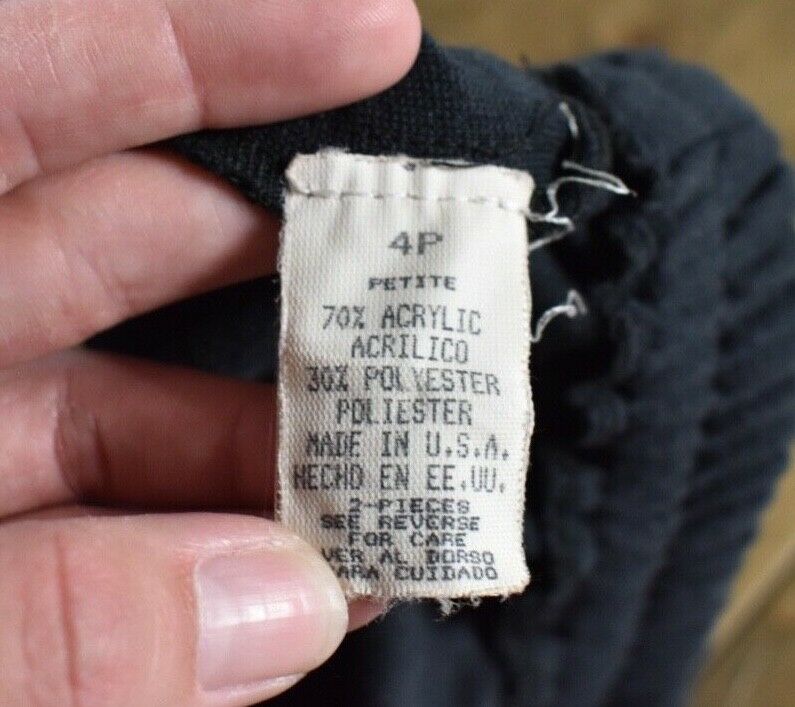 4P
PETITE
70% ACRYLIC
ACRILICO
30% POLYESTER
POLIESTER
MADE IN U.S.A.
HECHO EN EE.UU.
2-PIECES
SEE REVERSE
FOR CARE
VER AL DORSO
PARA CUIDADO